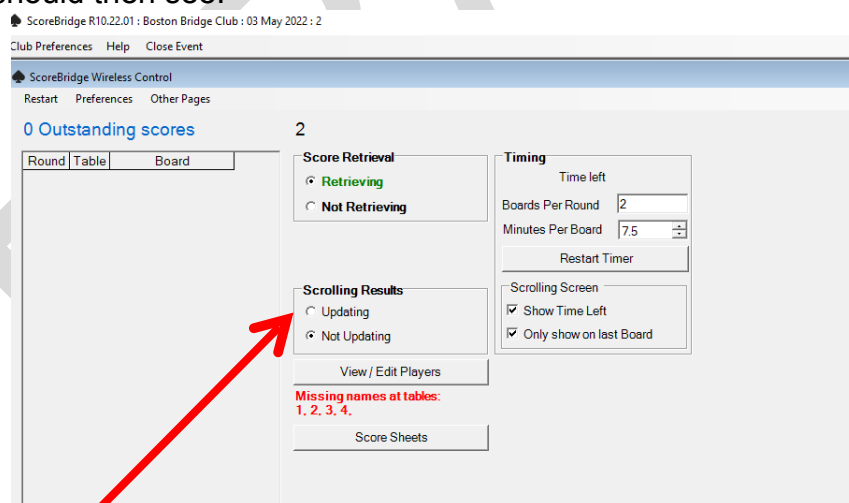 should then see:
ScoreBridge R10.22.01 : Boston Bridge Club : 03 May 2022 : 2
Club Preferences Help Close Event
ScoreBridge Wireless Control
Restart Preferences Other Pages
0 Outstanding scores
2
Round Table Board
Score Retrieval
Retrieving
Not Retrieving
Timing
Time left
Boards Per Round 2
Minutes Per Board 7.5
Restart Timer
Scrolling Results
Updating
Not Updating
Scrolling Screen
Show Time Left
Only show on last Board
View / Edit Players
Missing names at tables:
1, 2, 3, 4,
Score Sheets